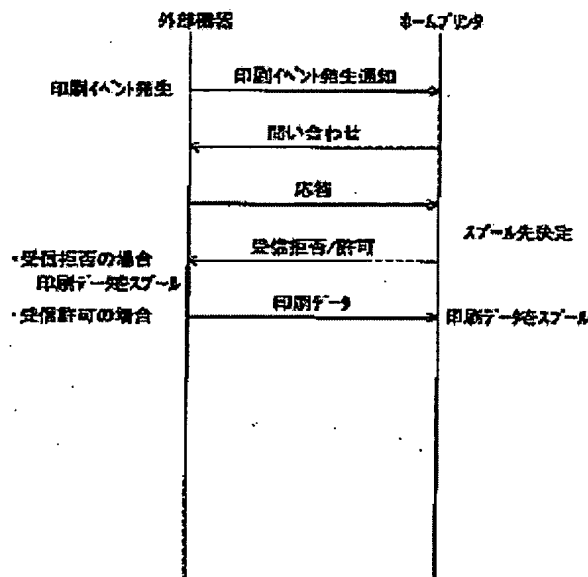 外部機器
ホームプリンタ
印刷イベント発生
印刷イベント発生通知
問い合わせ
応答
スプール先決定
受信拒否/許可
・受信拒否の場合
印刷データをスプール
・受信許可の場合
印刷データ
印刷データをスプール